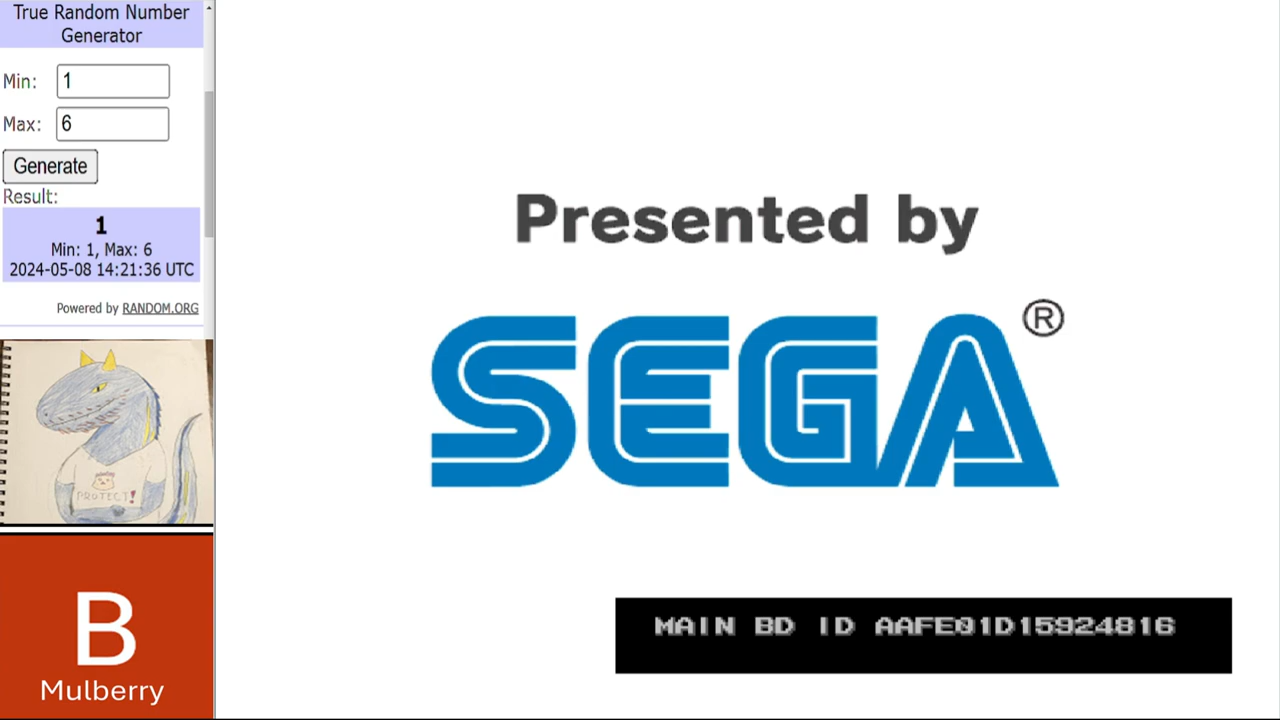 True Random Number
Generator
Min: 1
Max: 6
Generate
Result:
1
Min: 1, Max: 6
2024-05-08 14:21:36 UTC
Powered by RANDOM.ORG
PROTECT!
B
Mulberry
Presented by
SEGA®
MAIN BD ID AAFE01D15924816